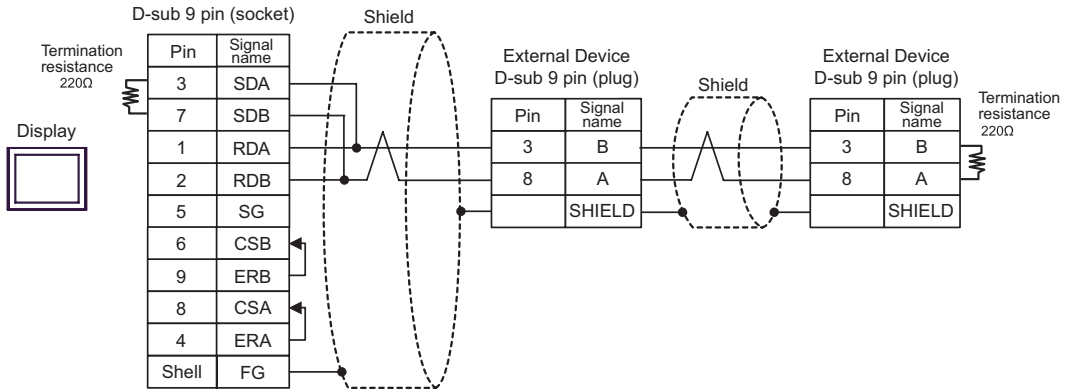 D-sub 9 pin (socket)
Shield
Termination
resistance
220Ω
Display
Pin Signal name
3 SDA
7 SDB
1 RDA
2 RDB
5 SG
6 CSB
9 ERB
8 CSA
4 ERA
Shell FG
External Device
D-sub 9 pin (plug)
Pin Signal name
3 B
8 A
SHIELD
Shield
External Device
D-sub 9 pin (plug)
Pin Signal name
3 B
8 A
SHIELD
Termination
resistance
220Ω